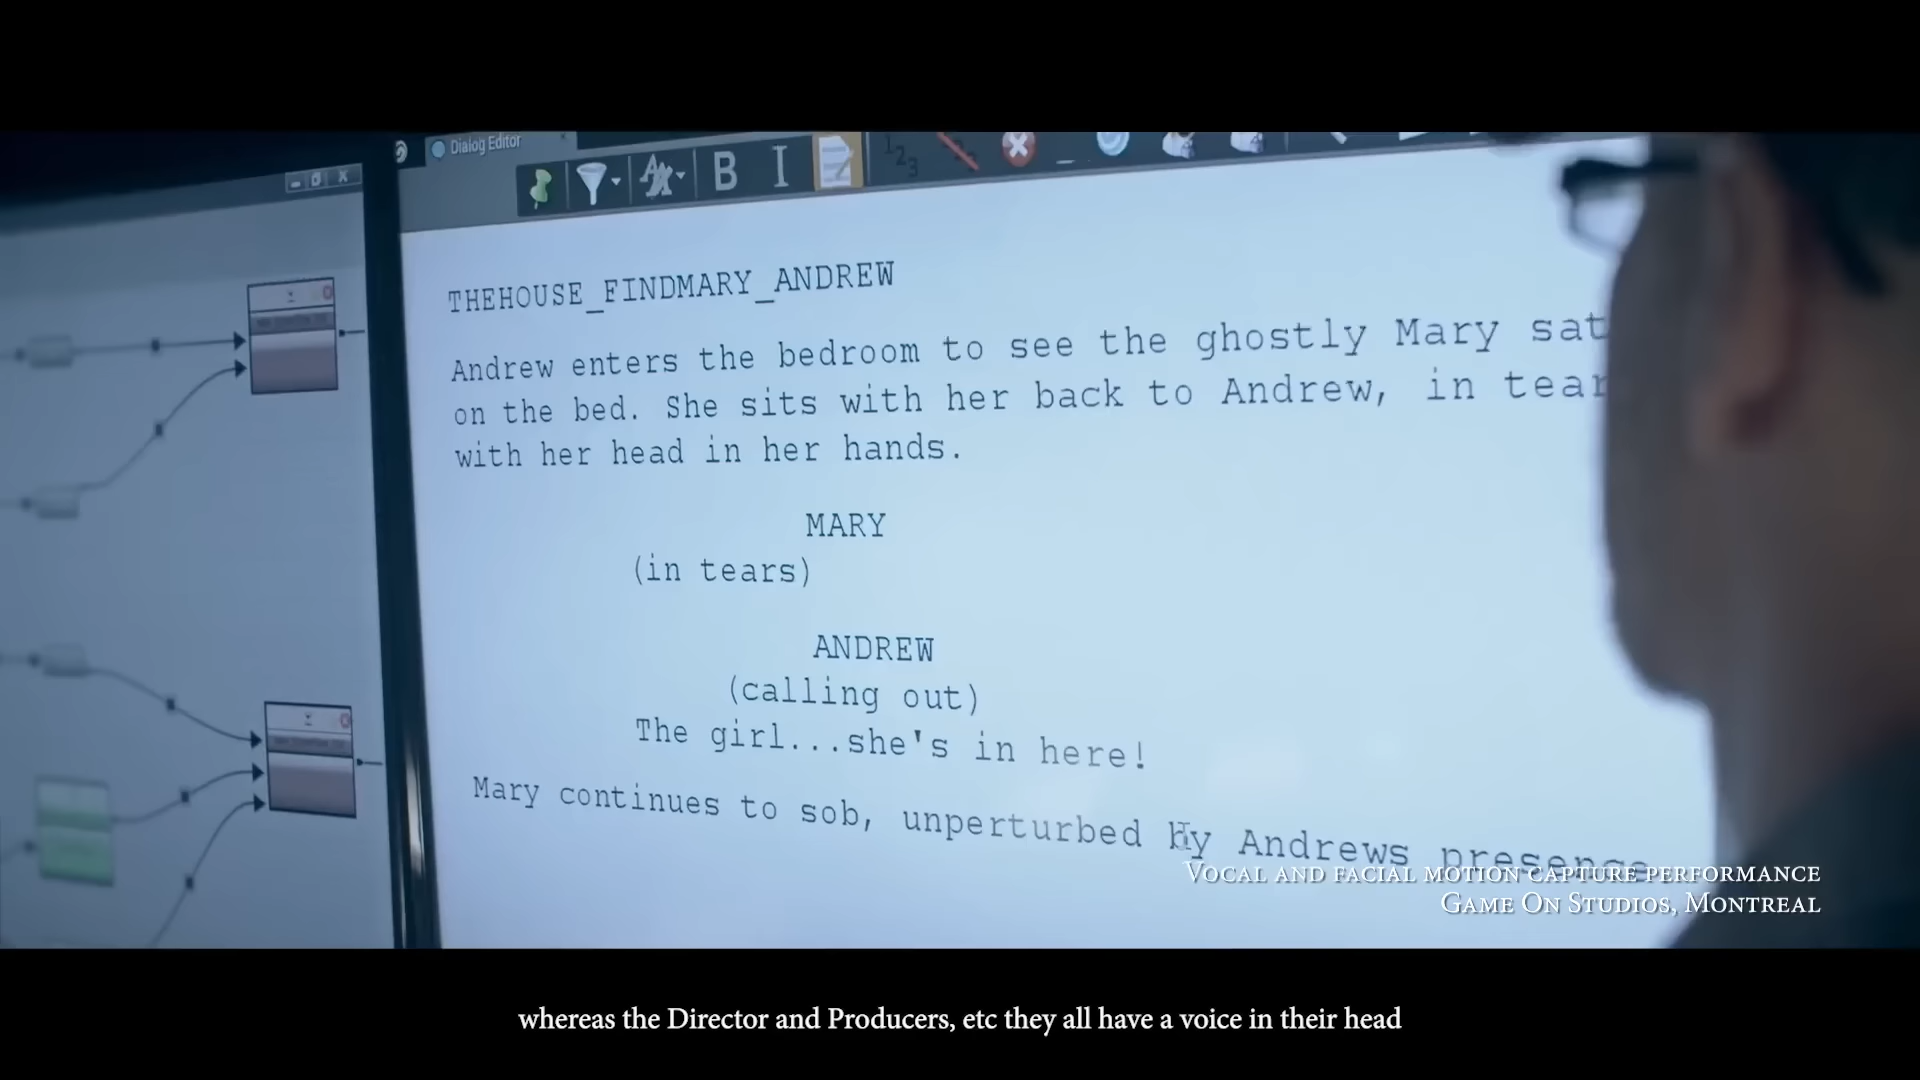 Dialog Editor
B I
123
THEHOUSE_FINDMARY_ANDREW
Andrew enters the bedroom to see the ghostly Mary sat
on the bed. She sits with her back to Andrew, in tear
with her head in her hands.
MARY
(in tears)
ANDREW
(calling out)
The girl...she's in here!
Mary continues to sob, unperturbed by Andrews presence
VOCAL AND FACIAL MOTION CAPTURE PERFORMANCE
GAME ON STUDIOS, MONTREAL
whereas the Director and Producers, etc they all have a voice in their head